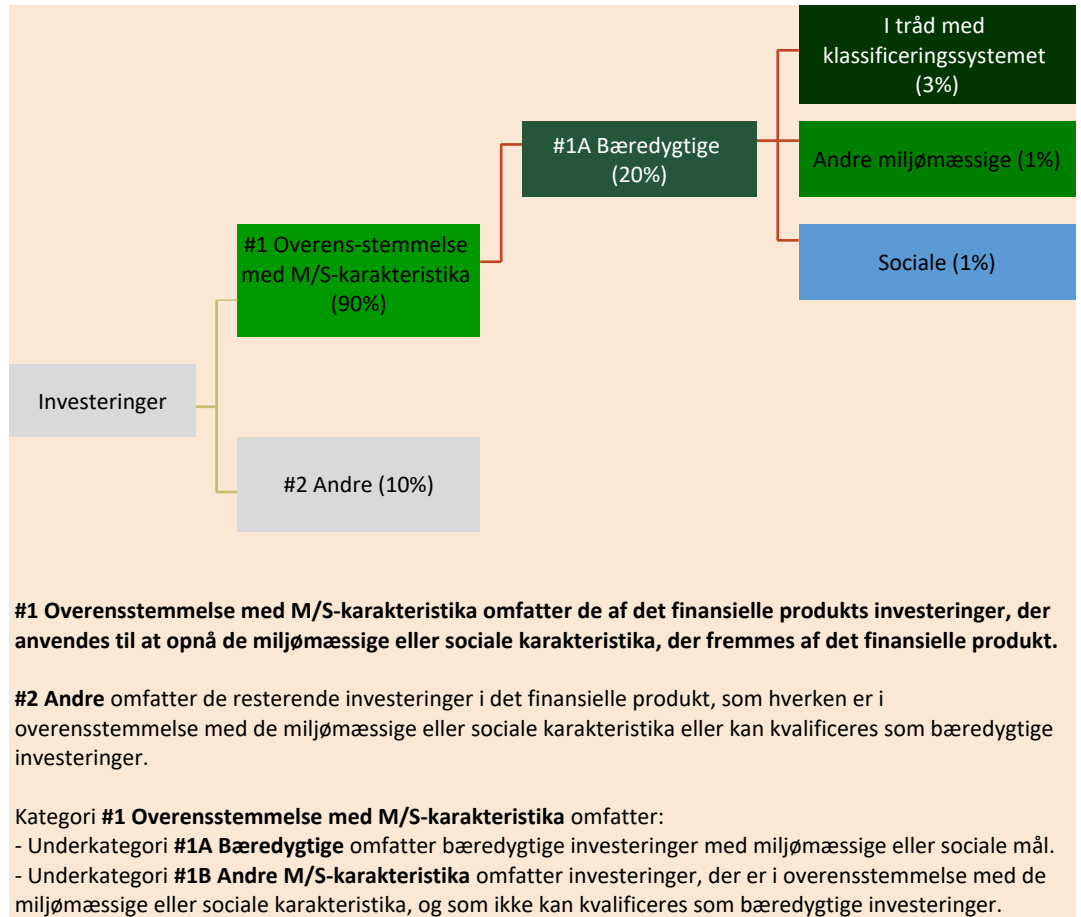 I tråd med
klassificeringssystemet
(3%)
#1A Bæredygtige
(20%)
Andre miljømæssige (1%)
#1 Overens-stemmelse
med M/S-karakteristika
(90%)
Sociale (1%)
Investeringer
#2 Andre (10%)
#1 Overensstemmelse med M/S-karakteristika omfatter de af det finansielle produkts investeringer, der
anvendes til at opnå de miljømæssige eller sociale karakteristika, der fremmes af det finansielle produkt.
#2 Andre omfatter de resterende investeringer i det finansielle produkt, som hverken er i
overensstemmelse med de miljømæssige eller sociale karakteristika eller kan kvalificeres som bæredygtige
investeringer.
Kategori #1 Overensstemmelse med M/S-karakteristika omfatter:
- Underkategori #1A Bæredygtige omfatter bæredygtige investeringer med miljømæssige eller sociale mål.
- Underkategori #1B Andre M/S-karakteristika omfatter investeringer, der er i overensstemmelse med de
miljømæssige eller sociale karakteristika, og som ikke kan kvalificeres som bæredygtige investeringer.